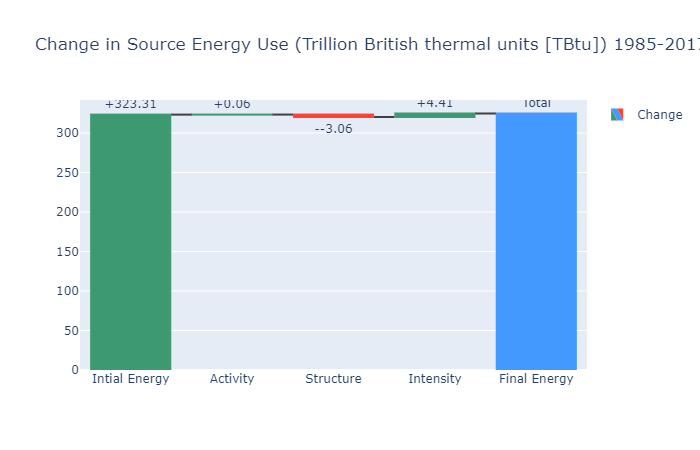 Change in Source Energy Use (Trillion British thermal units [TBtu]) 1985-2017
+323.31
+0.06
--3.06
+4.41
Total
Change
300
250
200
150
100
50
0
Intial Energy
Activity
Structure
Intensity
Final Energy